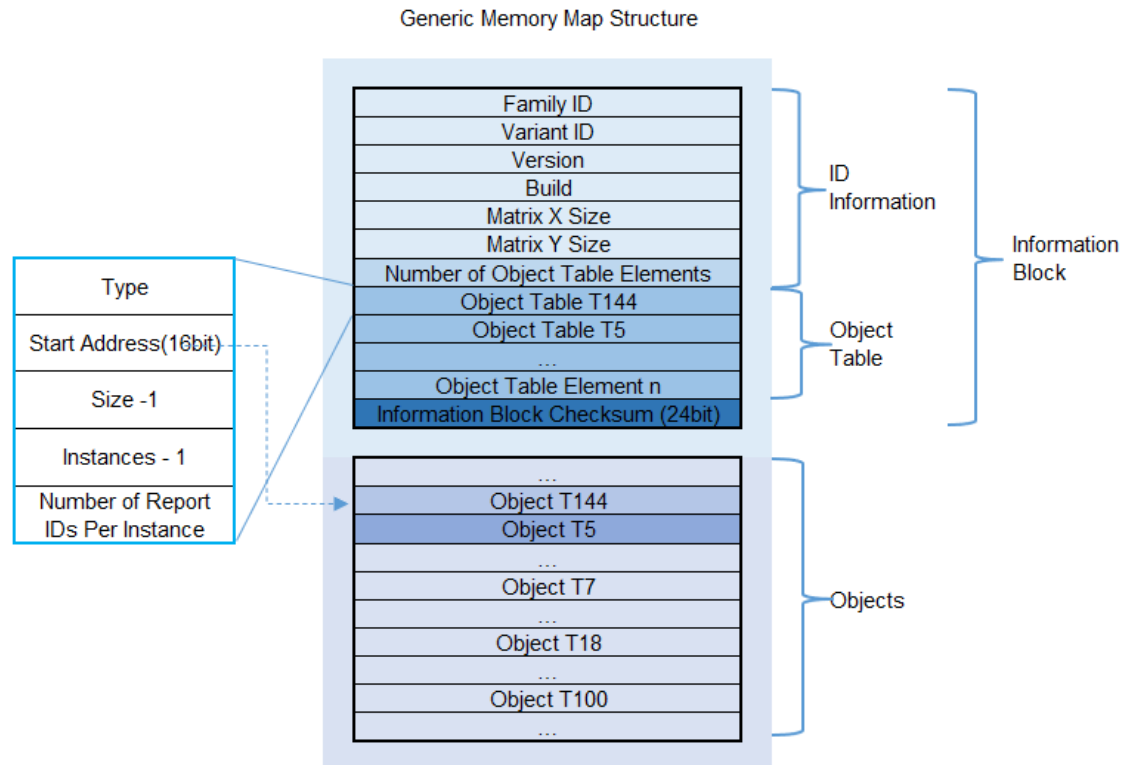 Generic Memory Map Structure
Family ID
Variant ID
Version
Build
Matrix X Size
Matrix Y Size
Number of Object Table Elements
Object Table T144
Object Table T5
...
Object Table Element n
Information Block Checksum (24bit)
ID
Information
Object
Table
Information
Block
Type
Start Address(16bit)
Size -1
Instances - 1
Number of Report
IDs Per Instance
...
Object T144
Object T5
...
Object T7
...
Object T18
...
Object T100
...
Objects